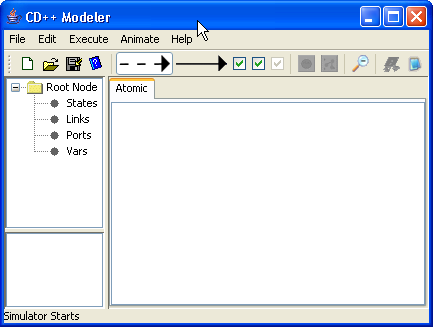 CD++ Modeler
File Edit Execute Animate Help
Root Node
States
Links
Ports
Vars
Atomic
Simulator Starts